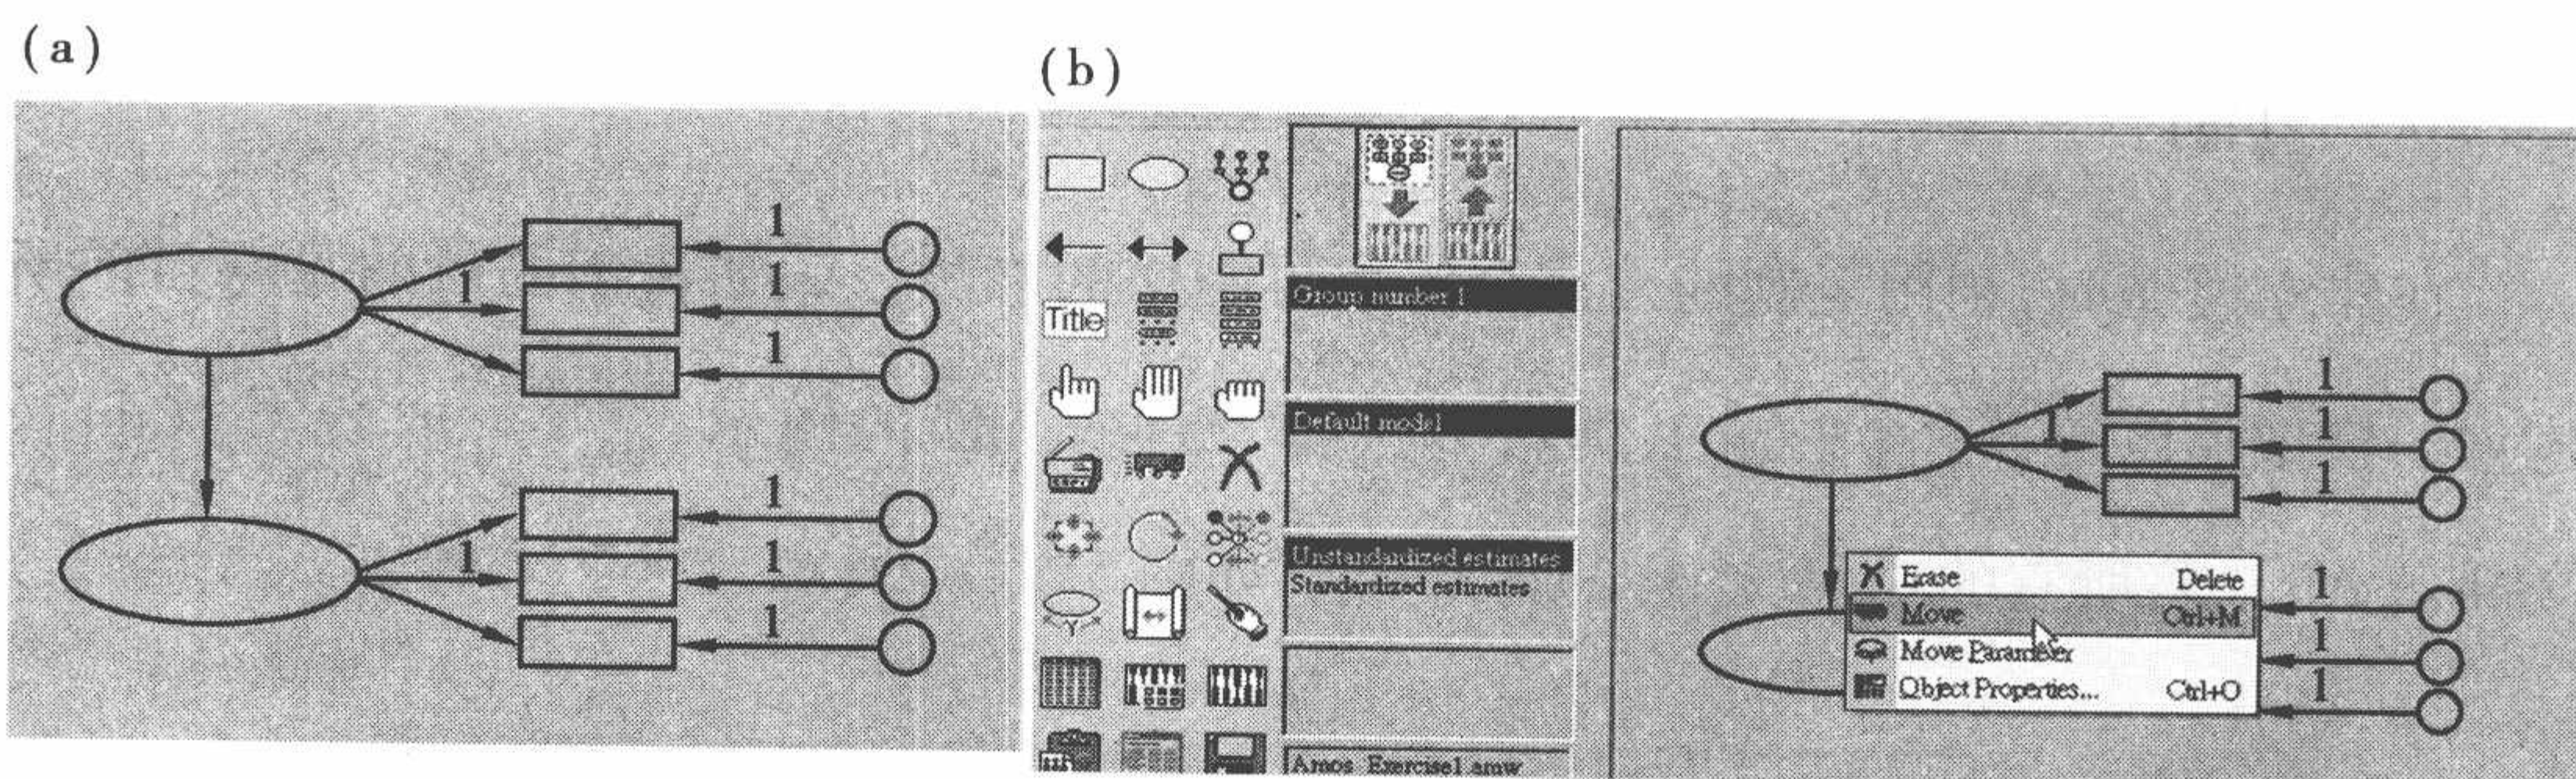 (a)
1
1
1
1
1
1
1
1
(b)
Title
Group number 1
Default model
Unstandardized estimates
Standardized estimates
Amos_Exercise1.amw
1
1
1
1
Erase Delete
Move Ctrl+M
Move Parameter
Object Properties... Ctrl+O
1
1
1